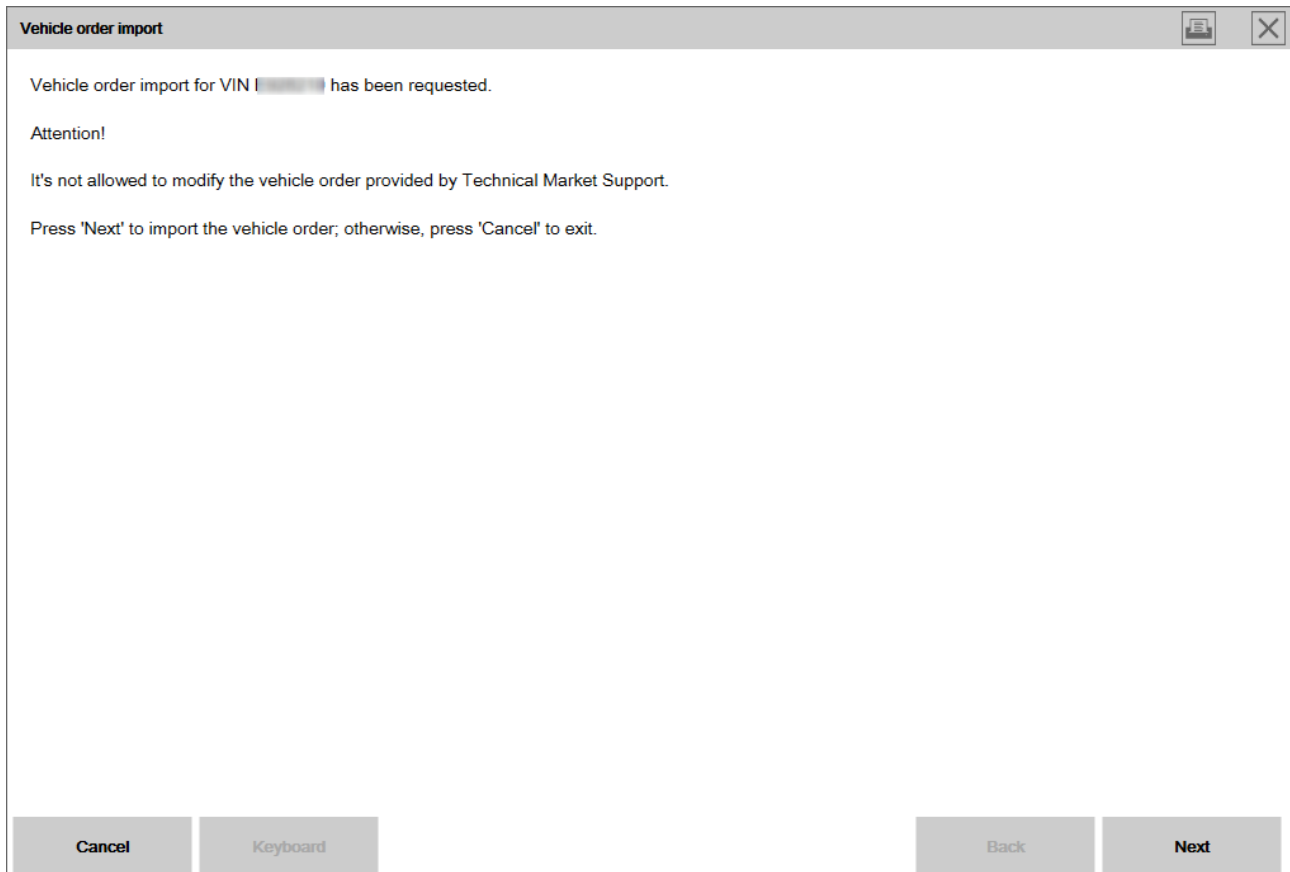 Vehicle order import
Vehicle order import for VIN has been requested.
Attention!
It's not allowed to modify the vehicle order provided by Technical Market Support.
Press 'Next' to import the vehicle order; otherwise, press 'Cancel' to exit.
Cancel
Keyboard
Back
Next